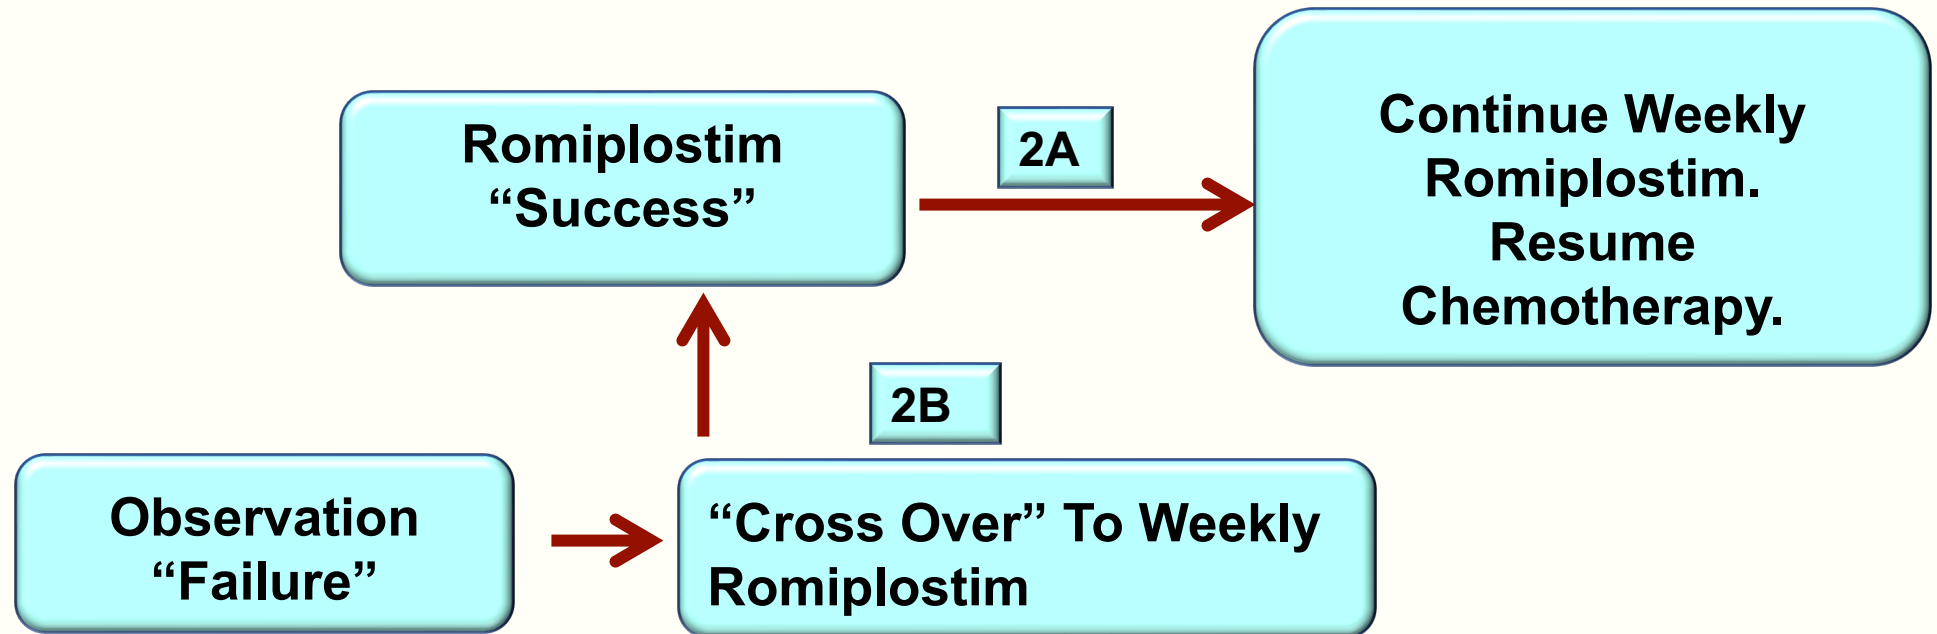 Romiplostim
“Success”
2A
Continue Weekly
Romiplostim.
Resume
Chemotherapy.
2B
Observation
“Failure”
“Cross Over” To Weekly
Romiplostim